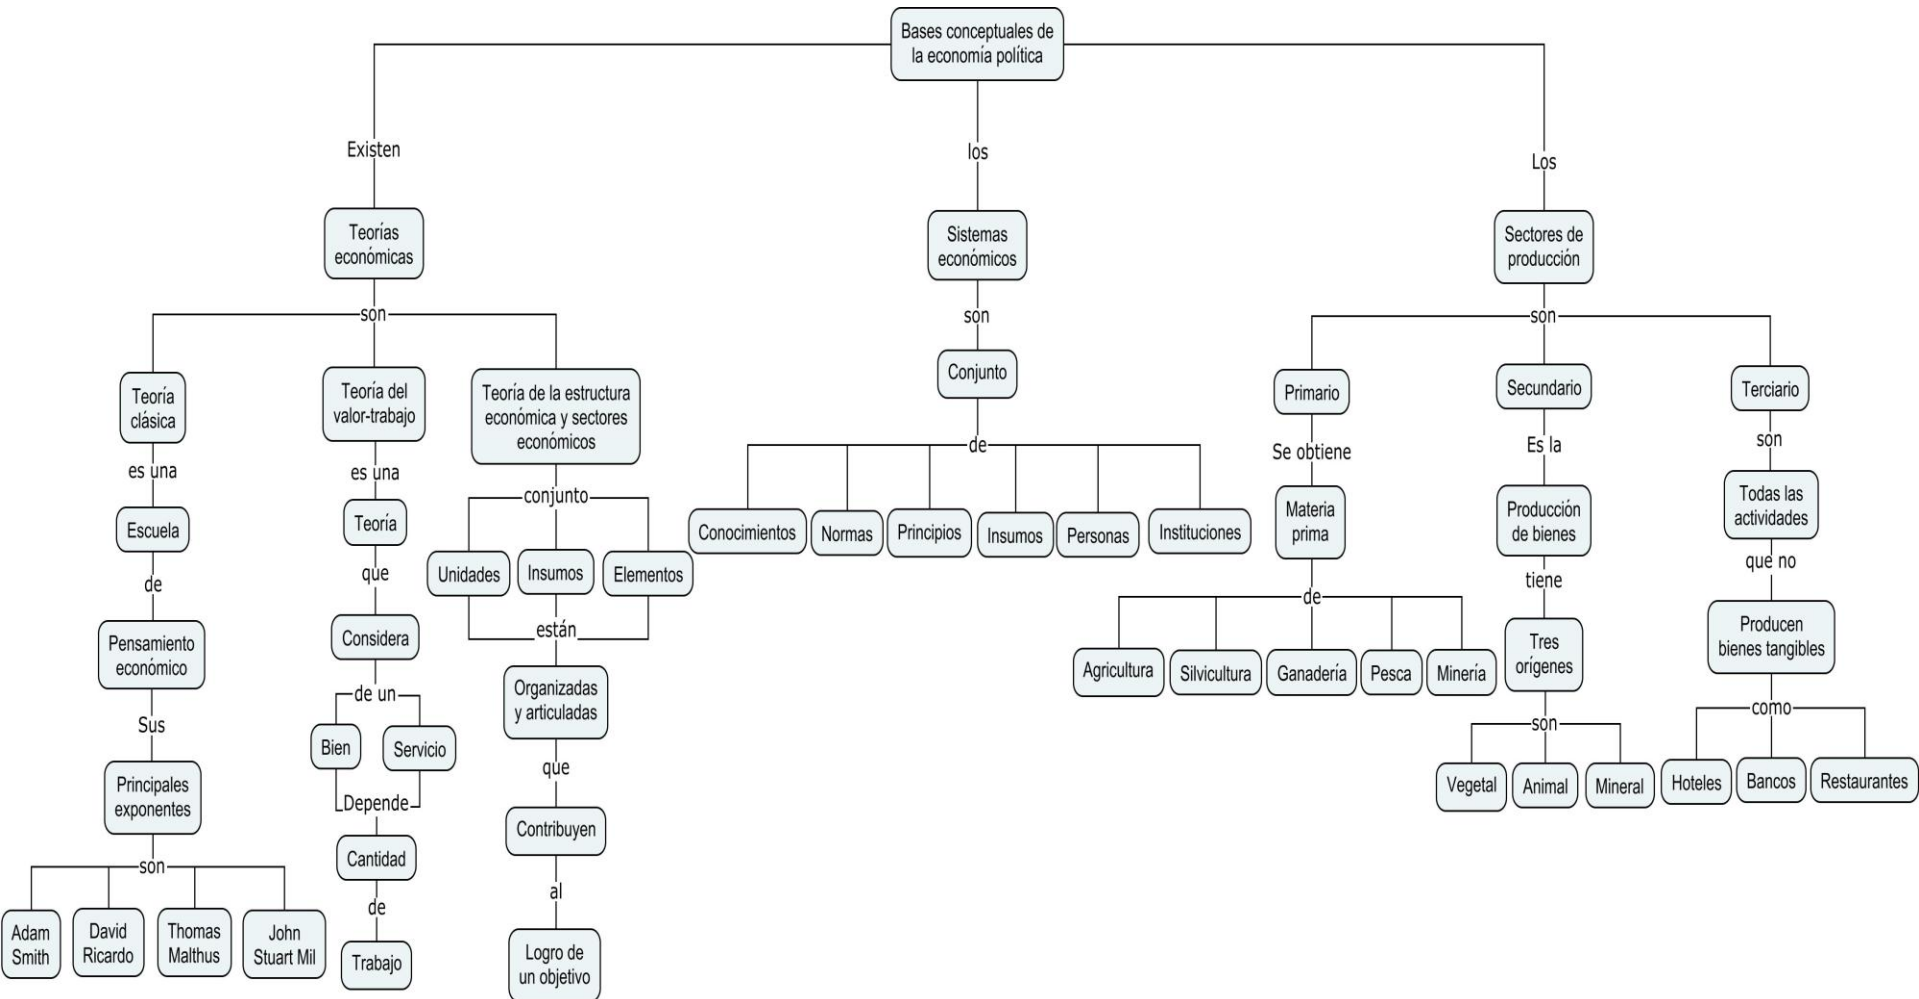 Bases conceptuales de
la economía política
Existen
los
Los
Teorías
económicas
Sistemas
económicos
Sectores de
producción
son
son
son
Teoría
clásica
es una
Escuela
de
Pensamiento
económico
Sus
Principales
exponentes
son
Adam
Smith
David
Ricardo
Thomas
Malthus
John
Stuart Mil
Teoría del
valor-trabajo
es una
Teoría
que
Considera
de un
Bien
Servicio
Depende
Cantidad
de
Trabajo
Teoría de la estructura
económica y sectores
económicos
conjunto
Unidades
Insumos
Elementos
están
Organizadas
y articuladas
que
Contribuyen
al
Logro de
un objetivo
Conjunto
de
Conocimientos
Normas
Principios
Insumos
Personas
Instituciones
Primario
Se obtiene
Materia
prima
de
Agricultura
Silvicultura
Ganadería
Pesca
Minería
Secundario
Es la
Producción
de bienes
tiene
Tres
orígenes
son
Vegetal
Animal
Mineral
Terciario
son
Todas las
actividades
que no
Producen
bienes tangibles
como
Hoteles
Bancos
Restaurantes